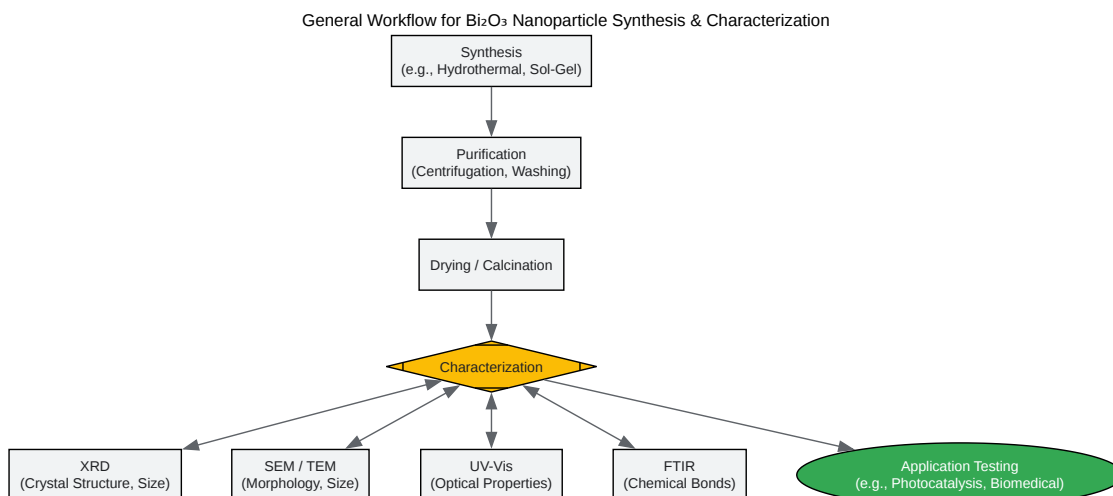 General Workflow for Bi₂O₃ Nanoparticle Synthesis & Characterization
Synthesis
(e.g., Hydrothermal, Sol-Gel)
Purification
(Centrifugation, Washing)
Drying / Calcination
Characterization
XRD
(Crystal Structure, Size)
SEM / TEM
(Morphology, Size)
UV-Vis
(Optical Properties)
FTIR
(Chemical Bonds)
Application Testing
(e.g., Photocatalysis, Biomedical)